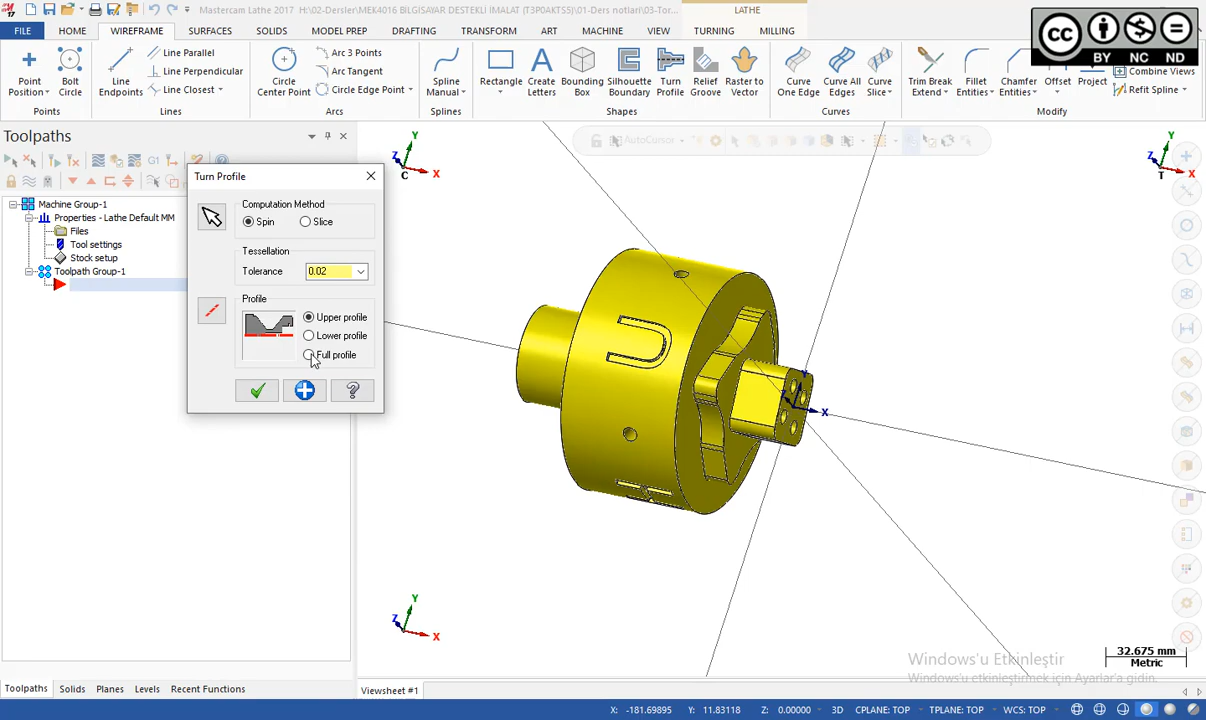 Mastercam Lathe 2017 H:\02-Dersler\MEK4016 BILGISAYAR DESTEKLI IMALAT (T3P0AKTS5)\01-Ders notları\03-Tor
LATHE
FILE HOME WIREFRAME SURFACES SOLIDS MODEL PREP DRAFTING TRANSFORM ART MACHINE VIEW TURNING MILLING
CC BY NC ND
Point Position Bolt Circle
Points
Line Endpoints
Line Parallel
Line Perpendicular
Line Closest
Lines
Circle Center Point
Arc 3 Points
Arc Tangent
Circle Edge Point
Arcs
Spline Manual
Splines
Rectangle Create Letters Bounding Box Silhouette Boundary Turn Profile Relief Groove Raster to Vector
Shapes
Curve One Edge Curve All Edges Curve Slice
Curves
Trim Break Extend Fillet Entities Chamfer Entities Offset Project
Combine Views
Refit Spline
Modify
Toolpaths
AutoCursor
G1
Machine Group-1
Properties - Lathe Default MM
Files
Tool settings
Stock setup
Toolpath Group-1
Turn Profile
Computation Method
Spin Slice
Tessellation
Tolerance 0.02
Profile
Upper profile
Lower profile
Full profile
Y
Z
X
C
Y
Z
X
T
U
Y
X
Y
Z
X
32.675 mm
Metric
Windows'u Etkinleştir
Windows'u etkinleştirmek için Ayarlar'a gidin.
Toolpaths Solids Planes Levels Recent Functions
Viewsheet #1
X: -181.69895 Y: 11.83118 Z: 0.00000 3D CPLANE: TOP TPLANE: TOP WCS: TOP